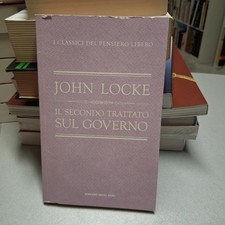 I CLASSICI DEL PENSIERO LIBERO
JOHN LOCKE
IL SECONDO TRATTATO
SUL GOVERNO